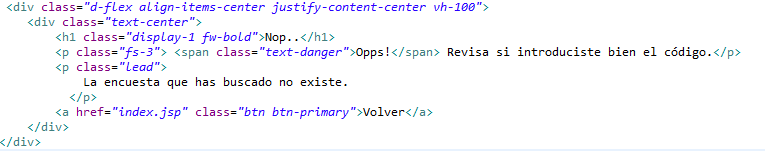 <div class="d-flex align-items-center justify-content-center vh-100">
<div class="text-center">
<h1 class="display-1 fw-bold">Nop..</h1>
<p class="fs-3"> <span class="text-danger">Opps!</span> Revisa si introduciste bien el código.</p>
<p class="lead">
La encuesta que has buscado no existe.
</p>
<a href="index.jsp" class="btn btn-primary">Volver</a>
</div>
</div>